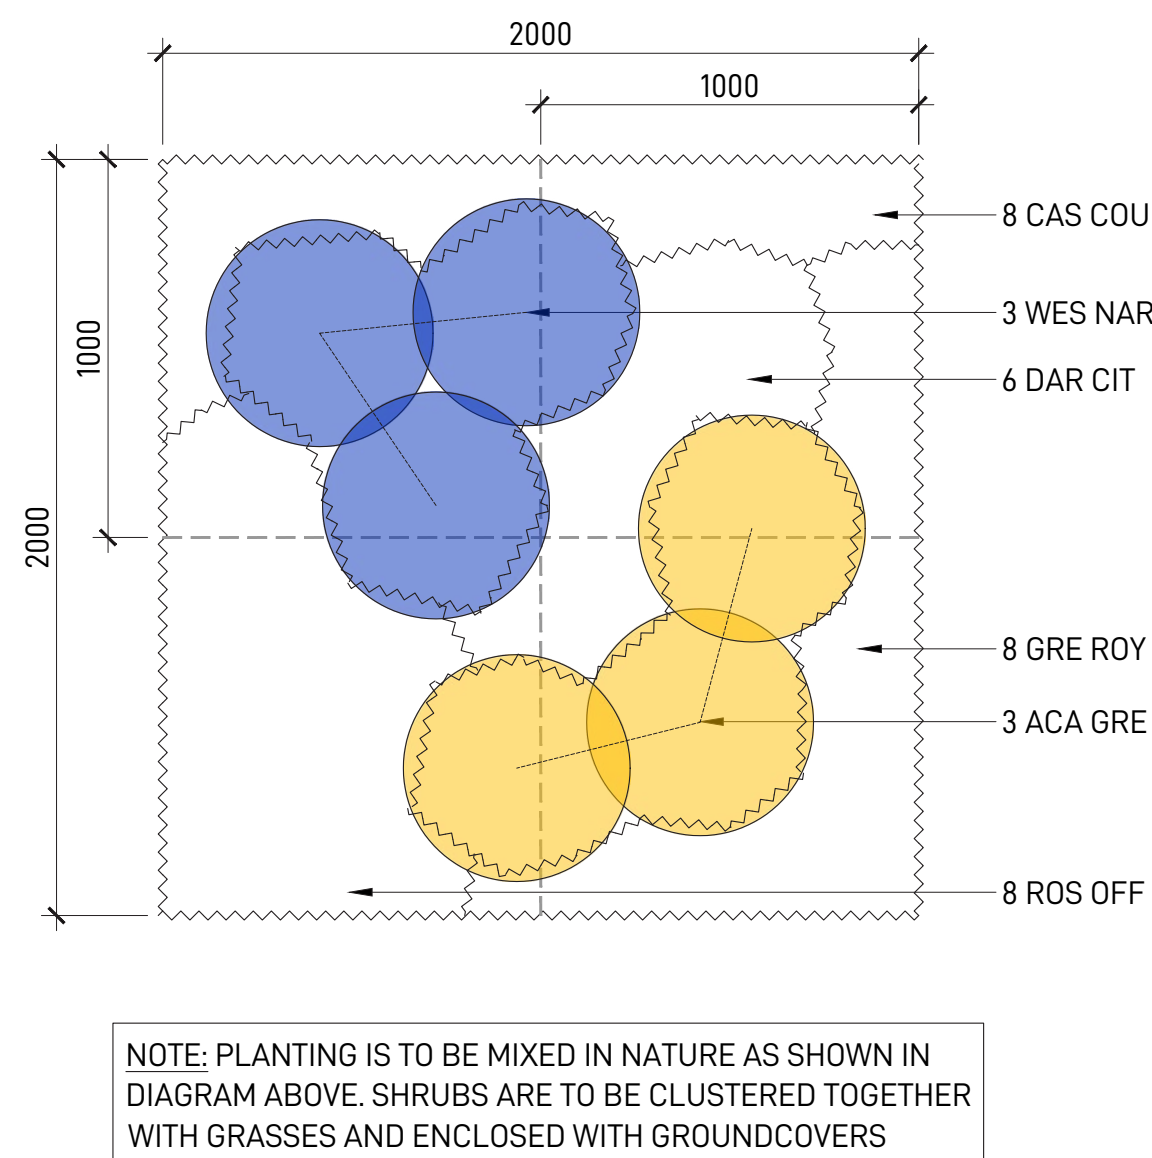 2000
1000
8 CAS COU
3 WES NAR
6 DAR CIT
1000
2000
8 GRE ROY
3 ACA GRE
8 ROS OFF
NOTE: PLANTING IS TO BE MIXED IN NATURE AS SHOWN IN
DIAGRAM ABOVE. SHRUBS ARE TO BE CLUSTERED TOGETHER
WITH GRASSES AND ENCLOSED WITH GROUNDCOVERS